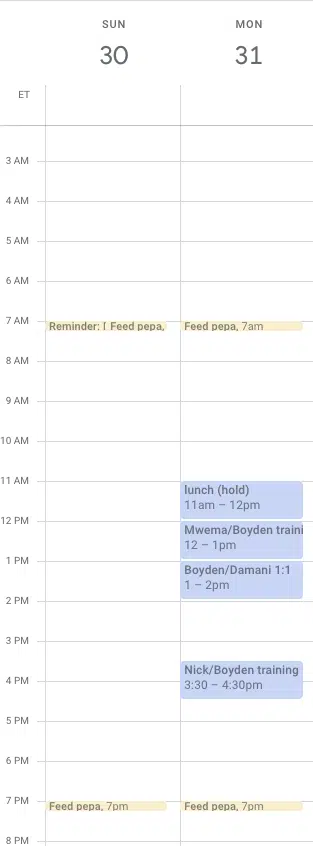 SUN
MON
30
31
ET
3 AM
4 AM
5 AM
6 AM
7 AM
Reminder: [
Feed pepa,
Feed pepa, 7am
8 AM
9 AM
10 AM
11 AM
lunch (hold)
11am – 12pm
12 PM
Mwema/Boyden traini
12 – 1pm
1 PM
Boyden/Damani 1:1
1 – 2pm
2 PM
3 PM
Nick/Boyden training
3:30 – 4:30pm
4 PM
5 PM
6 PM
7 PM
Feed pepa, 7pm
Feed pepa, 7pm
8 PM